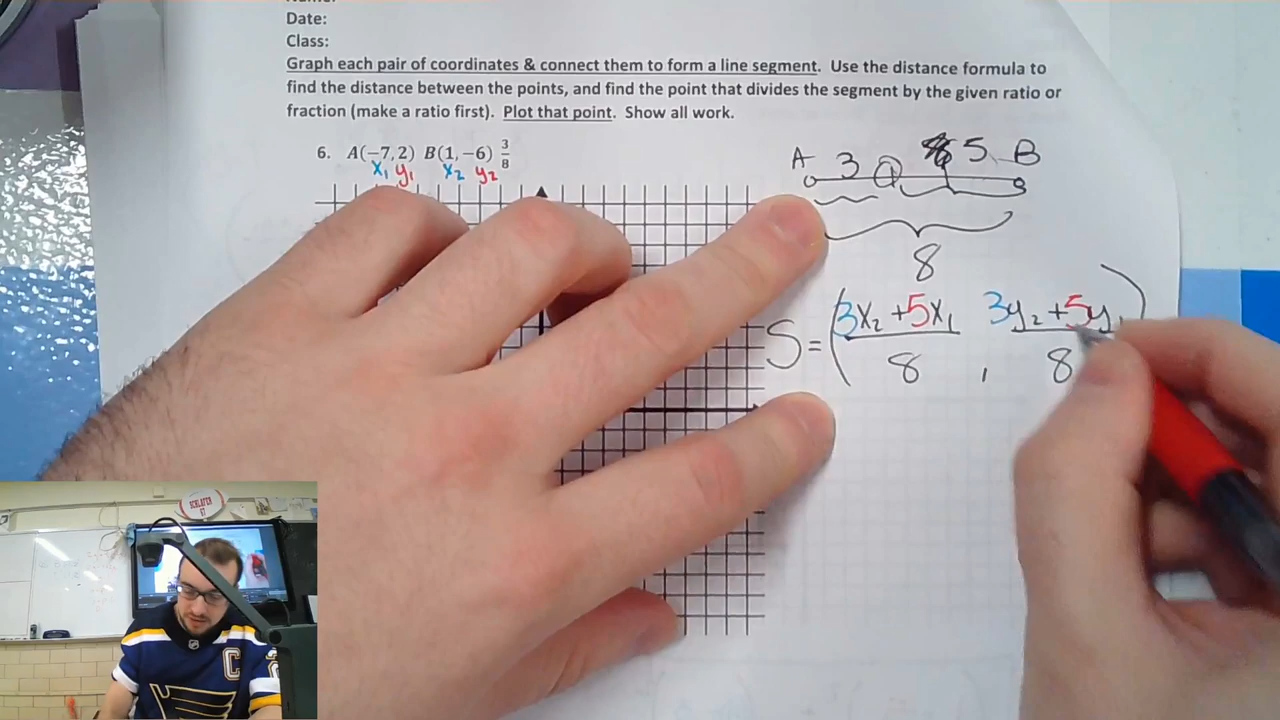 Date:
Class:
Graph each pair of coordinates & connect them to form a line segment. Use the distance formula to
find the distance between the points, and find the point that divides the segment by the given ratio or
fraction (make a ratio first). Plot that point. Show all work.
6. A(−7, 2) B(1, −6) 3/8
x₁ y₁ x₂ y₂
A 3 5 B
8
S = (3x₂ + 5x₁ / 8 , 3y₂ + 5y₁ / 8)
C